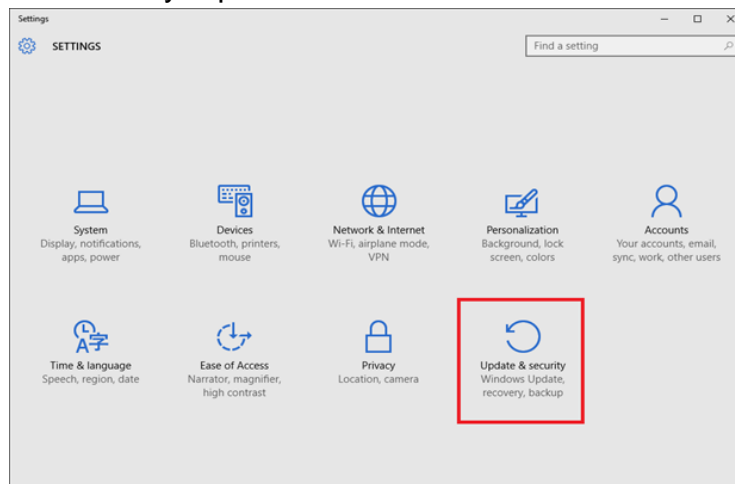 Settings
SETTINGS
Find a setting
System
Display, notifications,
apps, power
Devices
Bluetooth, printers,
mouse
Network & Internet
Wi-Fi, airplane mode,
VPN
Personalization
Background, lock
screen, colors
Accounts
Your accounts, email,
sync, work, other users
A字
Time & language
Speech, region, date
Ease of Access
Narrator, magnifier,
high contrast
Privacy
Location, camera
Update & security
Windows Update,
recovery, backup